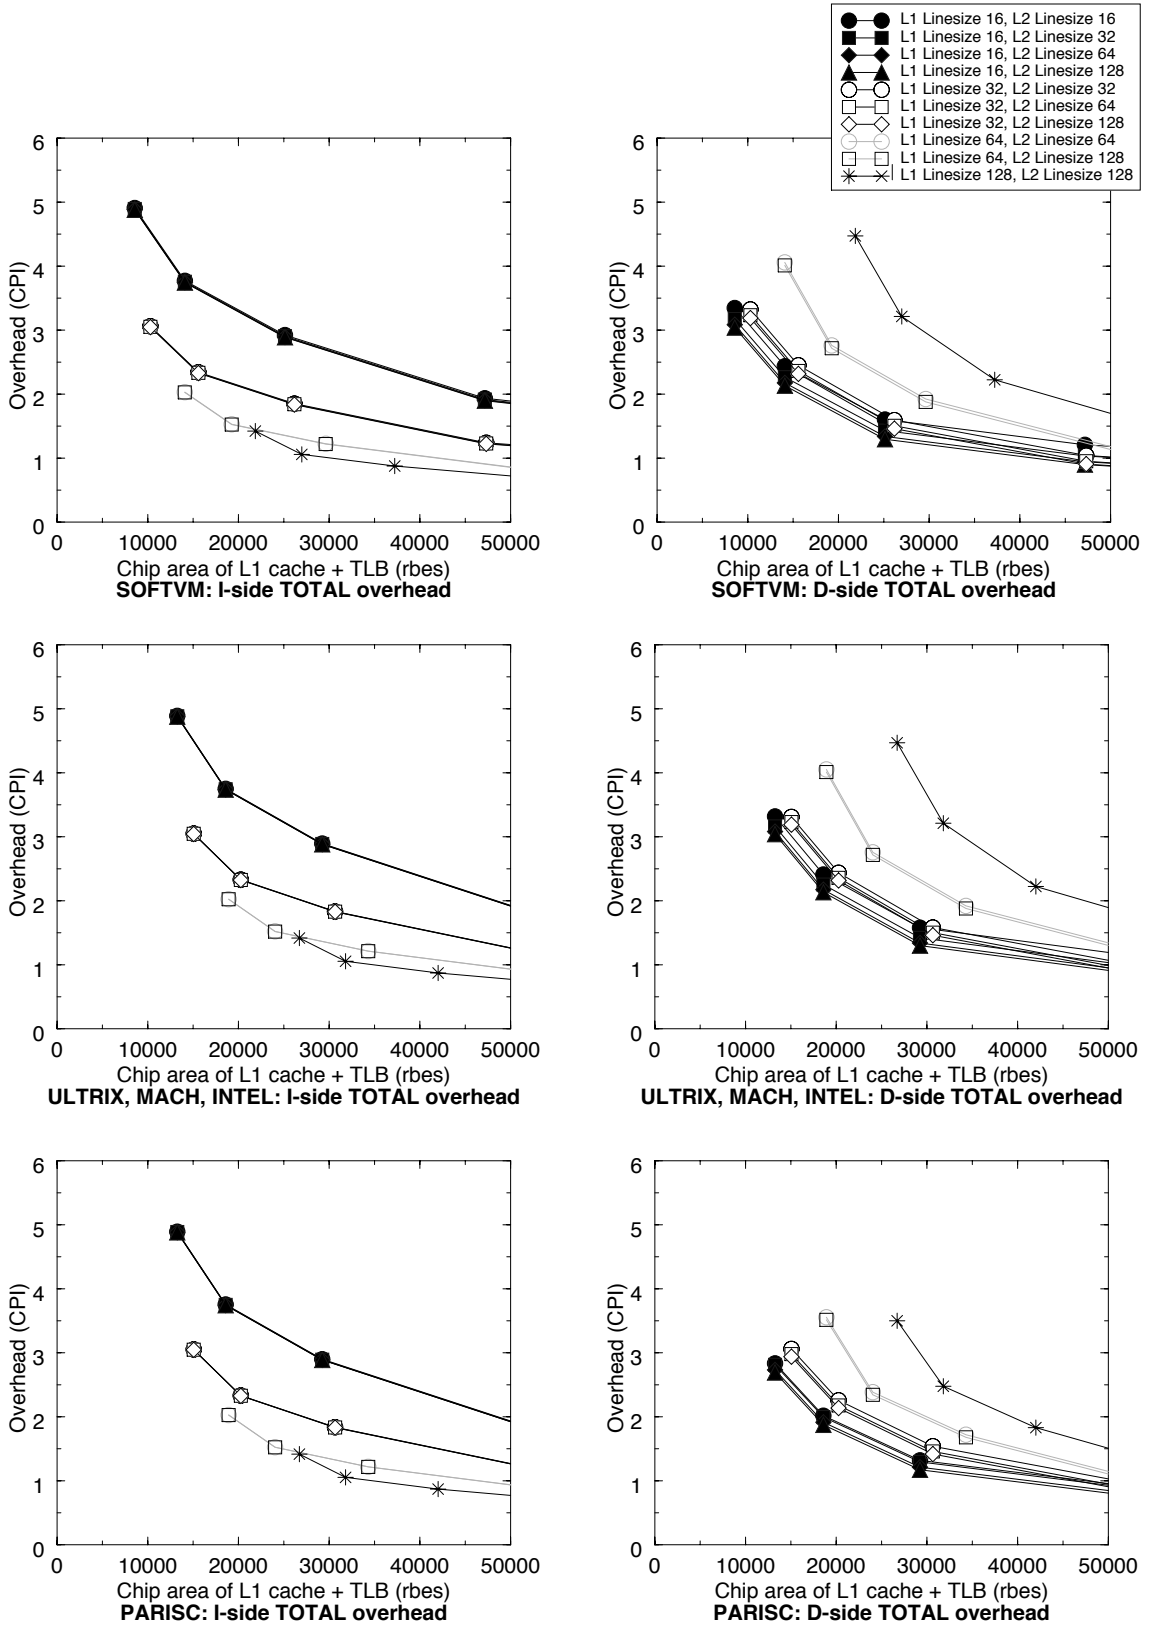 L1 Linesize 16, L2 Linesize 16
L1 Linesize 16, L2 Linesize 32
L1 Linesize 16, L2 Linesize 64
L1 Linesize 16, L2 Linesize 128
L1 Linesize 32, L2 Linesize 32
L1 Linesize 32, L2 Linesize 64
L1 Linesize 32, L2 Linesize 128
L1 Linesize 64, L2 Linesize 64
L1 Linesize 64, L2 Linesize 128
L1 Linesize 128, L2 Linesize 128
6
5
4
3
2
1
0
Overhead (CPI)
0 10000 20000 30000 40000 50000
Chip area of L1 cache + TLB (rbes)
SOFTVM: I-side TOTAL overhead
6
5
4
3
2
1
0
Overhead (CPI)
0 10000 20000 30000 40000 50000
Chip area of L1 cache + TLB (rbes)
SOFTVM: D-side TOTAL overhead
6
5
4
3
2
1
0
Overhead (CPI)
0 10000 20000 30000 40000 50000
Chip area of L1 cache + TLB (rbes)
ULTRIX, MACH, INTEL: I-side TOTAL overhead
6
5
4
3
2
1
0
Overhead (CPI)
0 10000 20000 30000 40000 50000
Chip area of L1 cache + TLB (rbes)
ULTRIX, MACH, INTEL: D-side TOTAL overhead
6
5
4
3
2
1
0
Overhead (CPI)
0 10000 20000 30000 40000 50000
Chip area of L1 cache + TLB (rbes)
PARISC: I-side TOTAL overhead
6
5
4
3
2
1
0
Overhead (CPI)
0 10000 20000 30000 40000 50000
Chip area of L1 cache + TLB (rbes)
PARISC: D-side TOTAL overhead